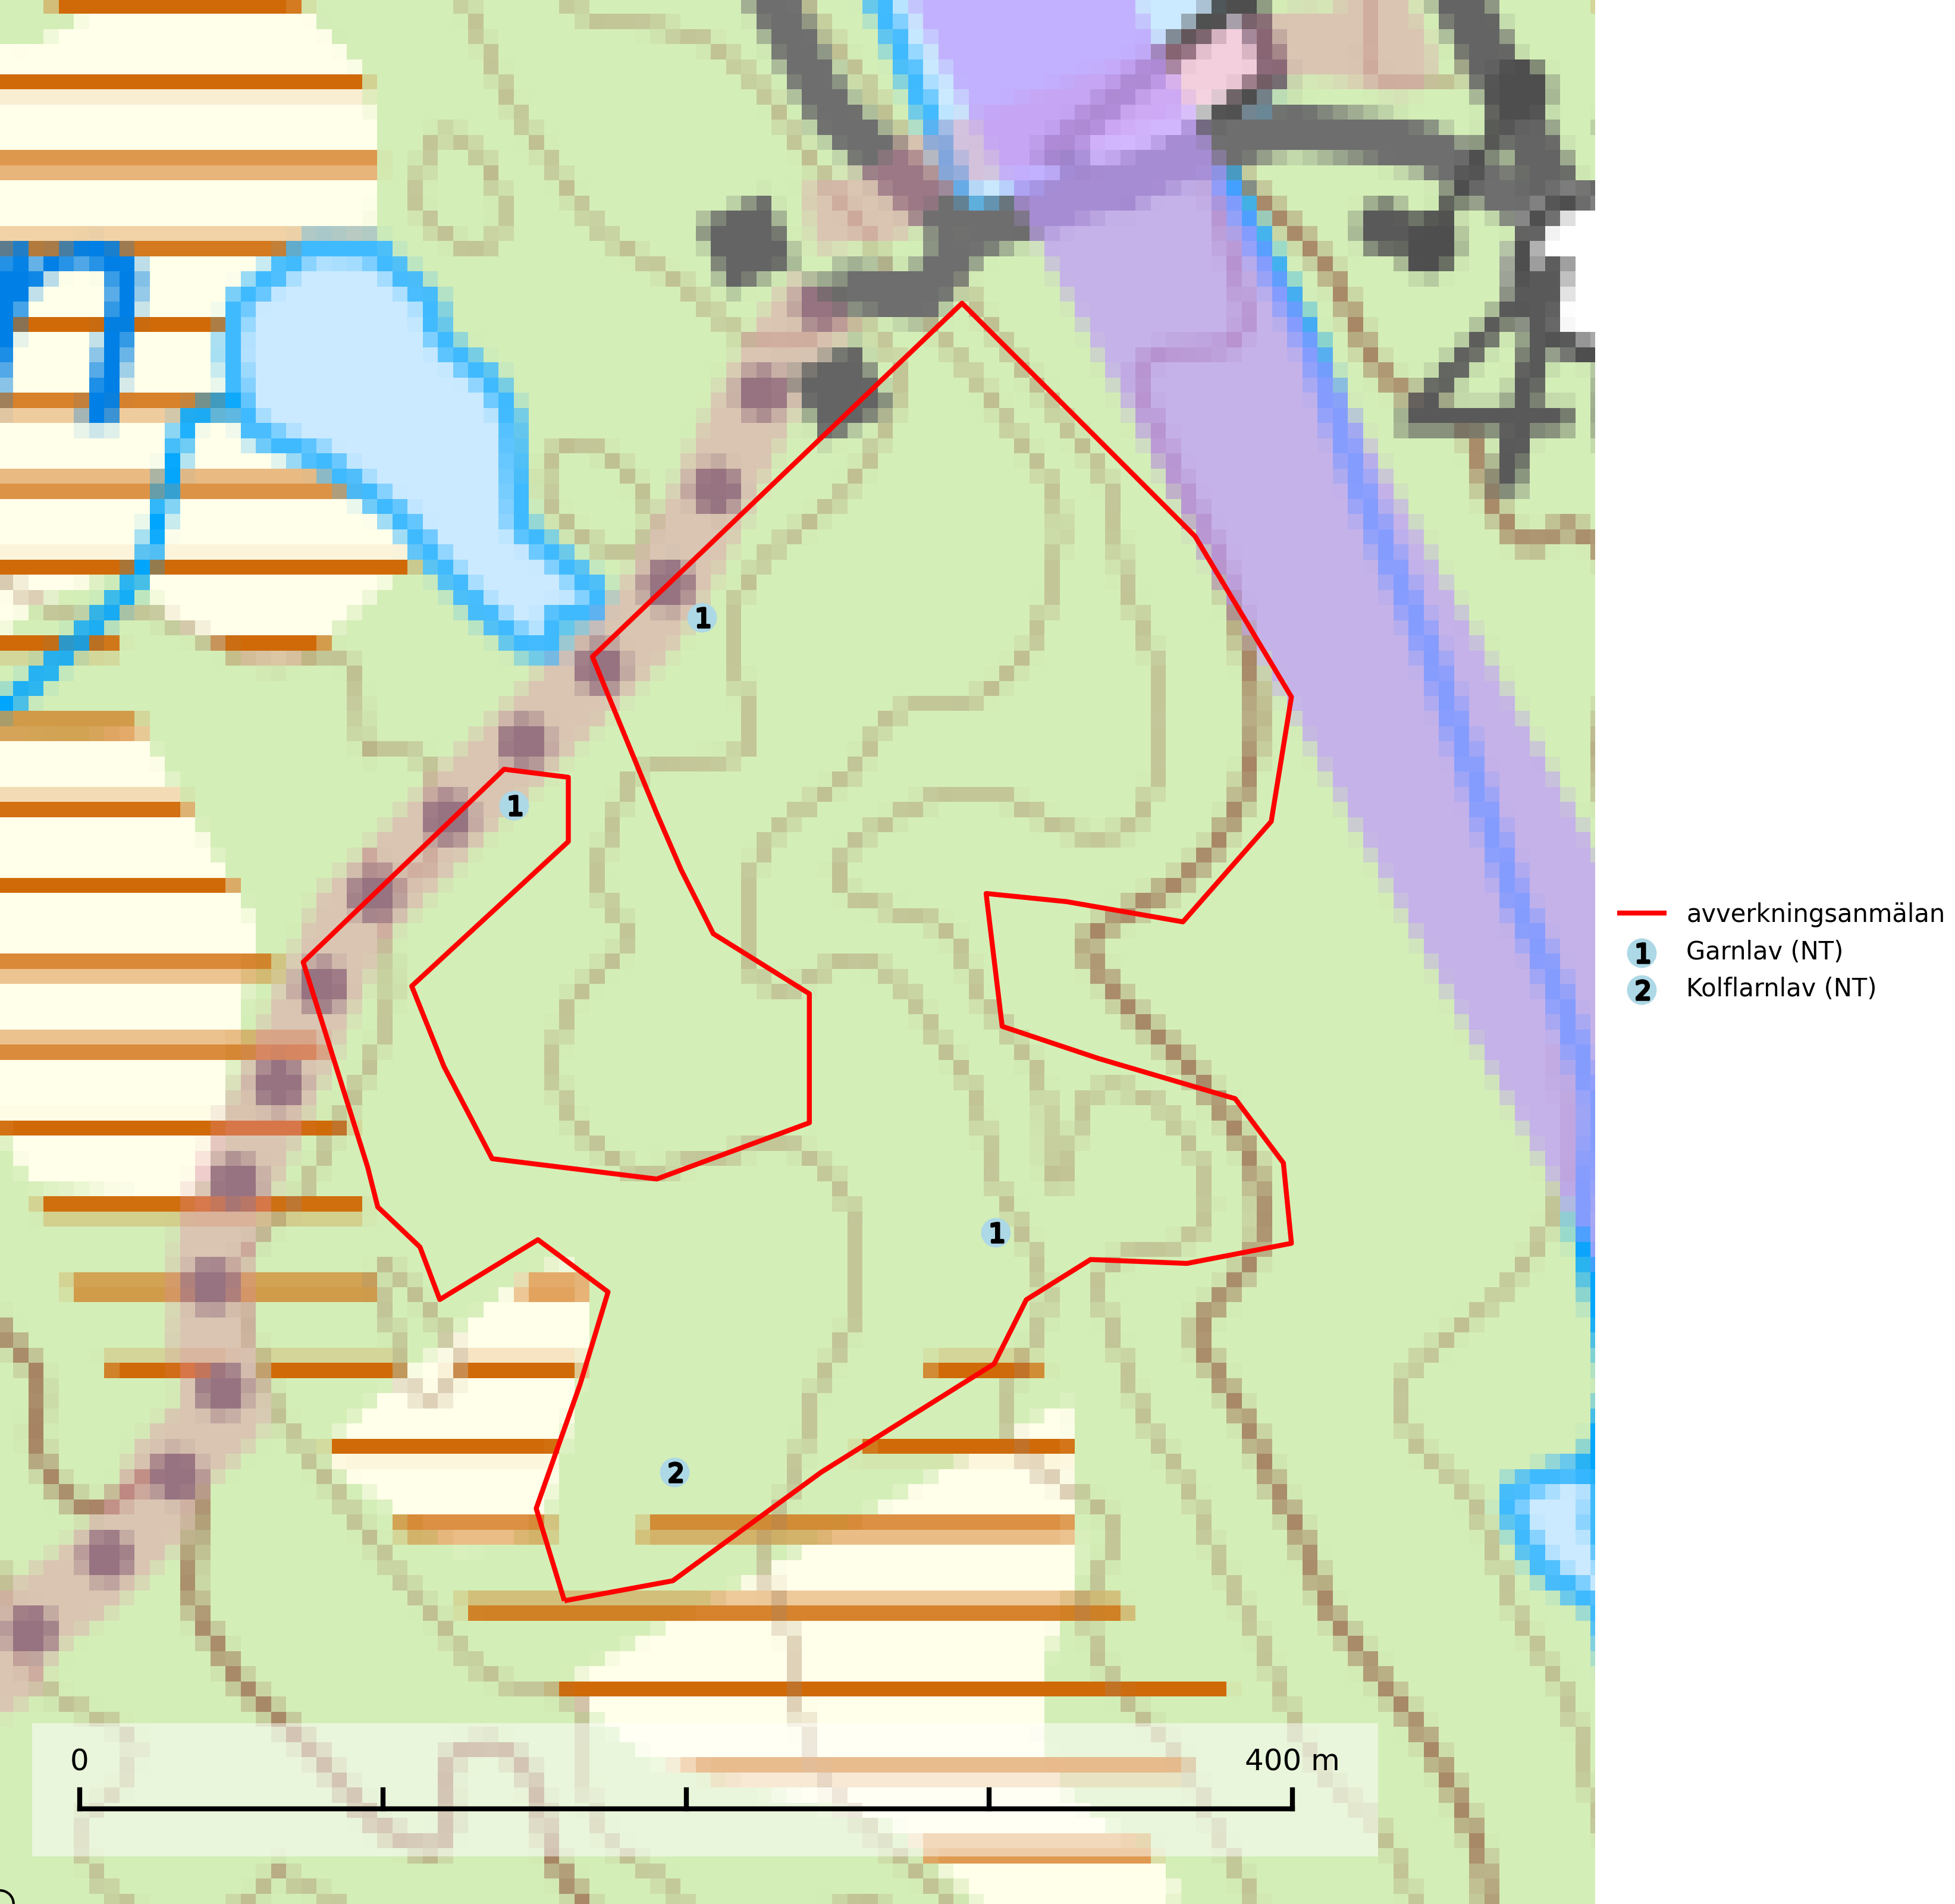 1
1
1
2
avverkningsanmälan
1 Garnlav (NT)
2 Kolflarnlav (NT)
0 400 m